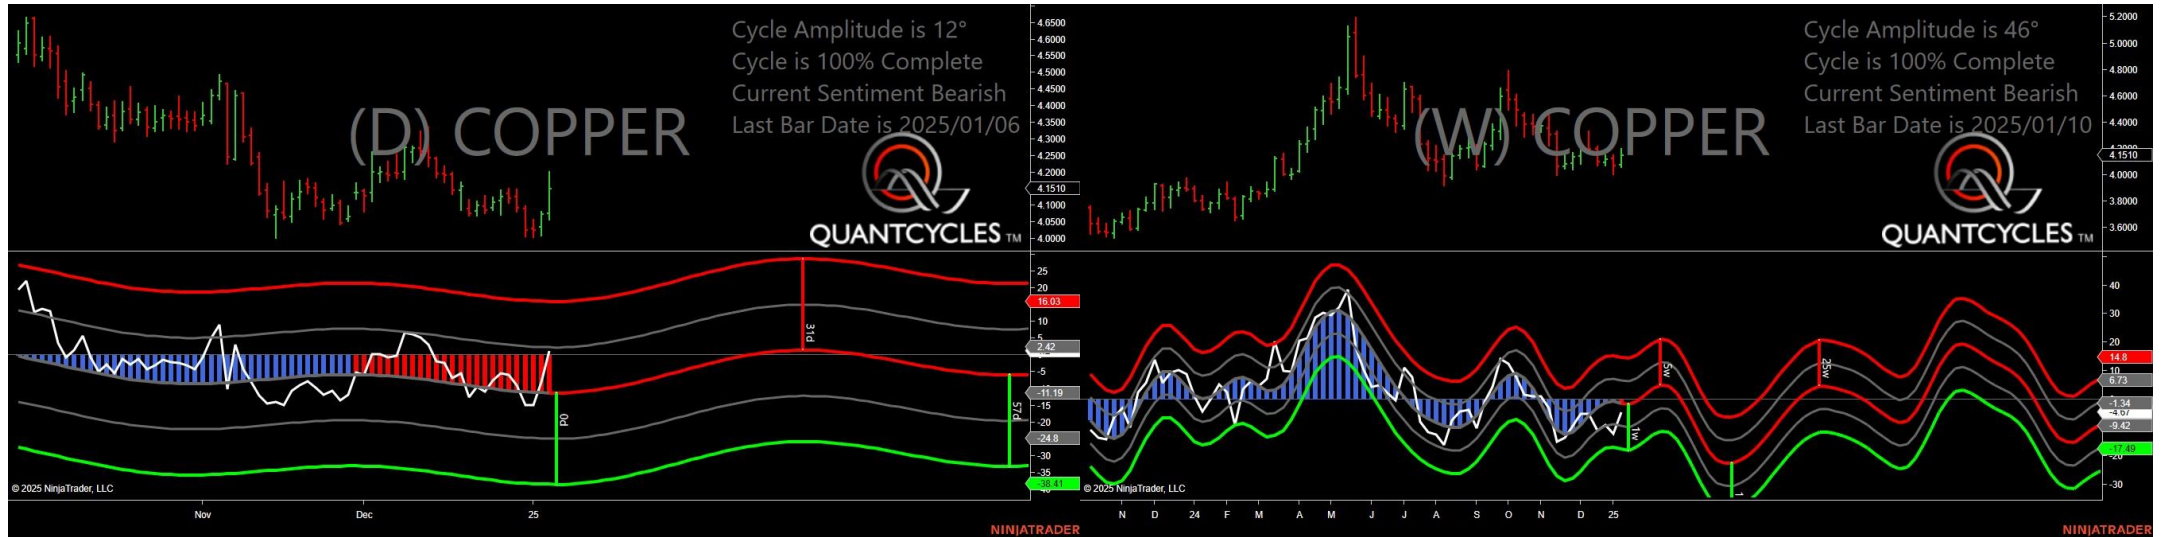 Cycle Amplitude is 12°
Cycle is 100% Complete
Current Sentiment Bearish
Last Bar Date is 2025/01/06
(D) COPPER
QUANTCYCLES TM
4.6500
4.6000
4.5500
4.5000
4.4500
4.4000
4.3500
4.3000
4.2500
4.2000
4.1510
4.1000
4.0500
4.0000
25
20
16.03
10
5
2.42
-5
-11.19
-15
-20
-24.8
-30
-35
-38.41
31d
0d
57d
© 2025 NinjaTrader, LLC
Nov
Dec
25
NINJATRADER
Cycle Amplitude is 46°
Cycle is 100% Complete
Current Sentiment Bearish
Last Bar Date is 2025/01/10
(W) COPPER
QUANTCYCLES TM
5.2000
5.0000
4.8000
4.6000
4.4000
4.2000
4.1510
4.0000
3.8000
3.6000
40
30
20
14.8
10
6.73
-1.34
-4.67
-9.42
-17.49
-20
-30
5w
25w
1w
1
© 2025 NinjaTrader, LLC
N D 24 F M A M J J A S O N D 25
NINJATRADER